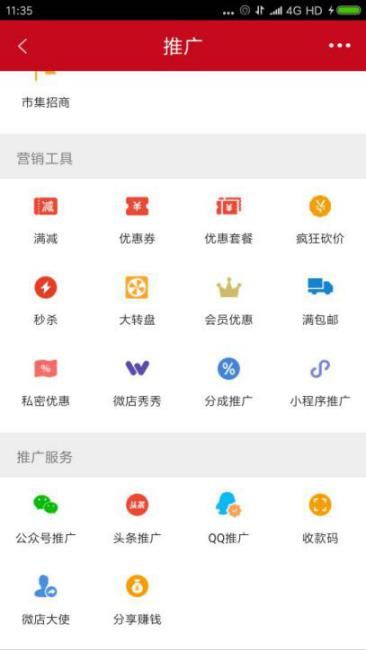 11:35
... 4G HD
推广
市集招商
营销工具
减 ¥ ¥
满减 优惠券 优惠套餐 疯狂砍价
秒杀 大转盘 会员优惠 满包邮
% %
私密优惠 微店秀秀 分成推广 小程序推广
推广服务
头条
公众号推广 头条推广 QQ推广 收款码
微店大使 分享赚钱